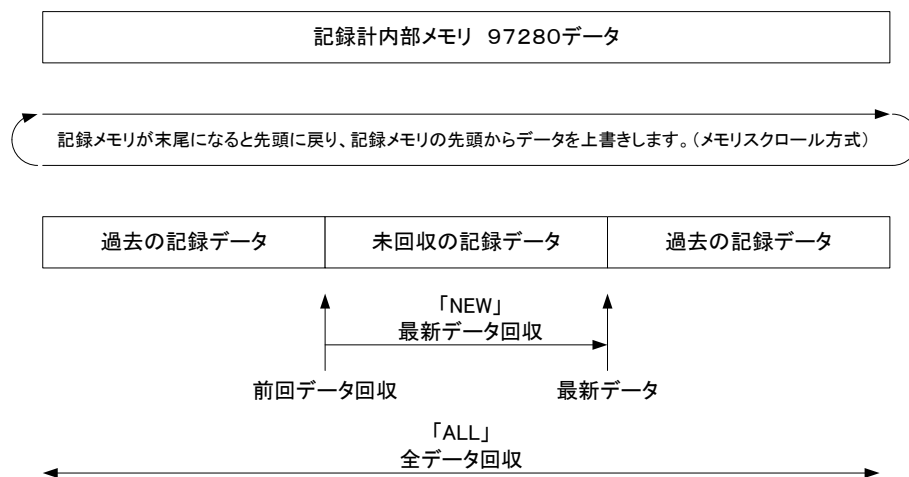 記録計内部メモリ 97280データ
記録メモリが末尾になると先頭に戻り、記録メモリの先頭からデータを上書きします。(メモリスクロール方式)
過去の記録データ 未回収の記録データ 過去の記録データ
「NEW」
最新データ回収
前回データ回収 最新データ
「ALL」
全データ回収